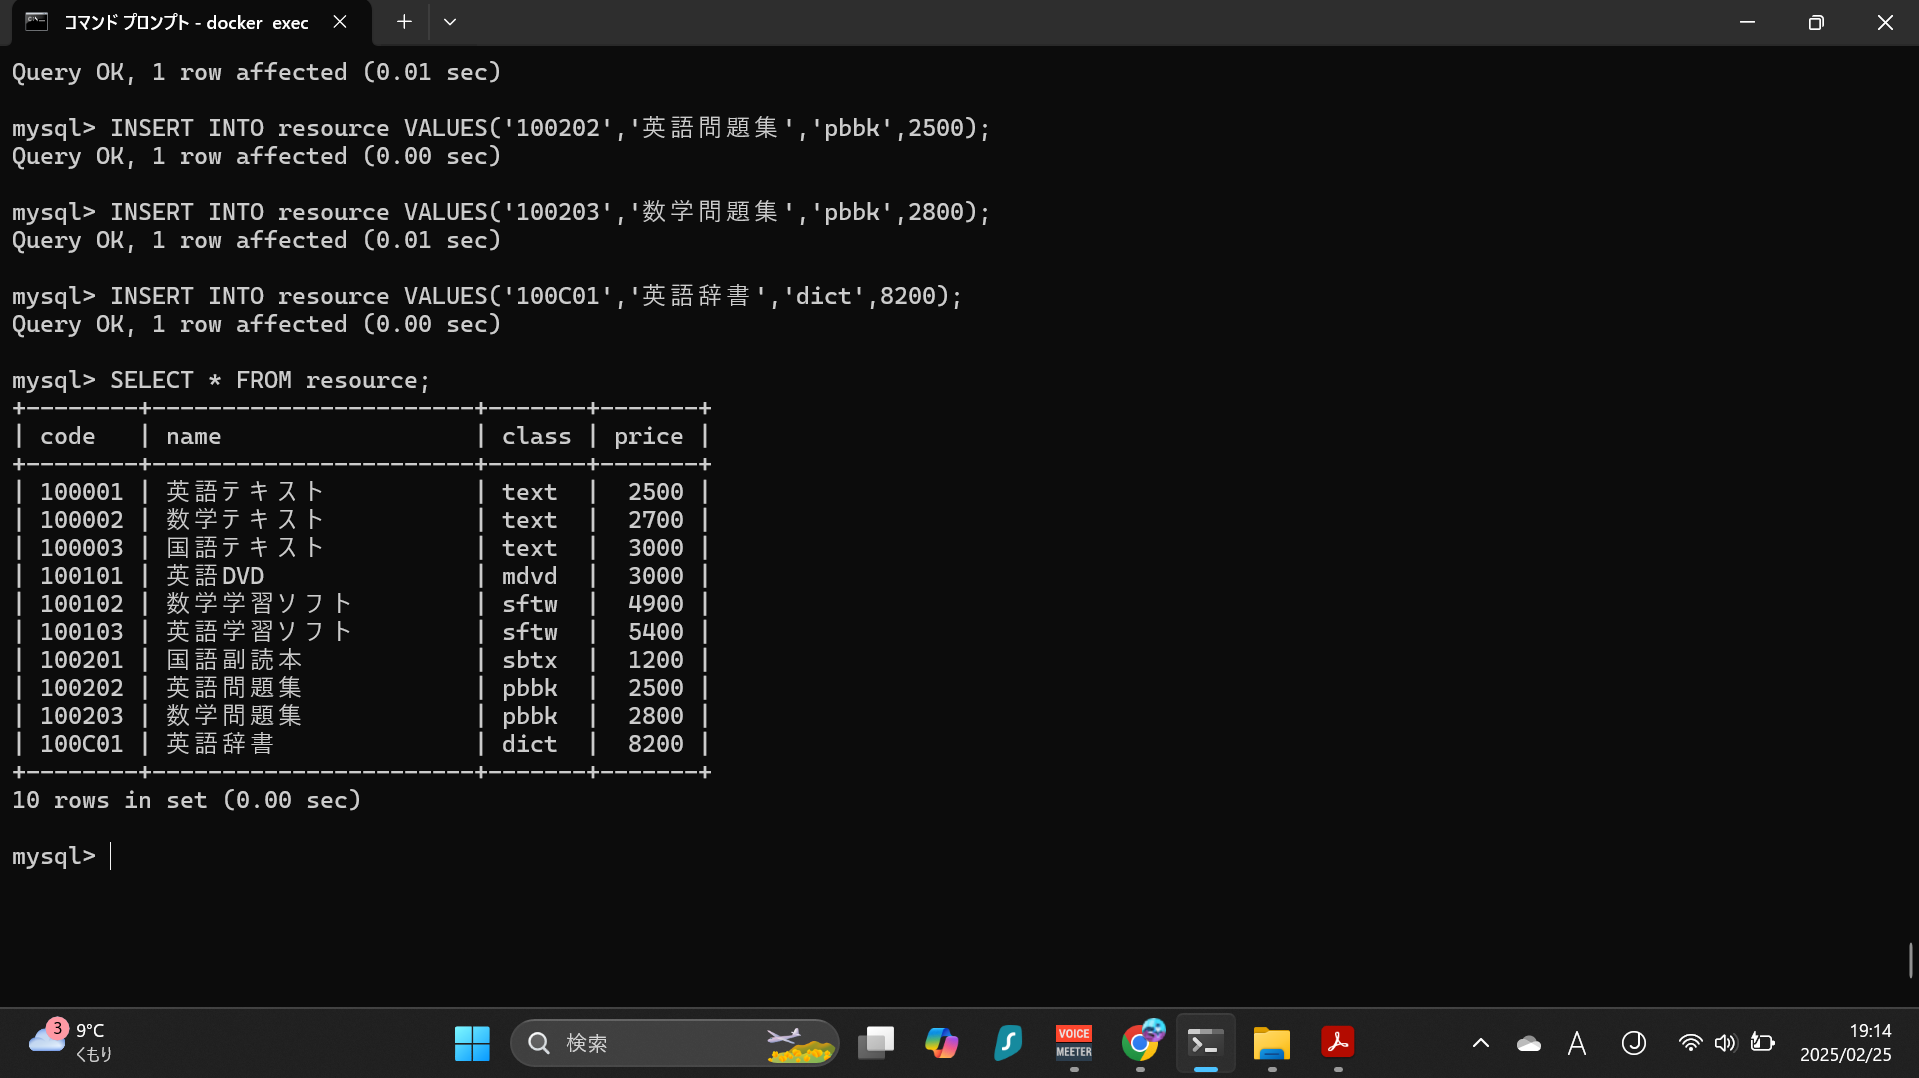 コマンド プロンプト - docker  exec
Query OK, 1 row affected (0.01 sec)
mysql> INSERT INTO resource VALUES('100202','英語問題集','pbbk',2500);
Query OK, 1 row affected (0.00 sec)
mysql> INSERT INTO resource VALUES('100203','数学問題集','pbbk',2800);
Query OK, 1 row affected (0.01 sec)
mysql> INSERT INTO resource VALUES('100C01','英語辞書','dict',8200);
Query OK, 1 row affected (0.00 sec)
mysql> SELECT * FROM resource;
+--------+-----------------------+-------+-------+
| code   | name                  | class | price |
+--------+-----------------------+-------+-------+
| 100001 | 英語テキスト           | text  |  2500 |
| 100002 | 数学テキスト           | text  |  2700 |
| 100003 | 国語テキスト           | text  |  3000 |
| 100101 | 英語DVD               | mdvd  |  3000 |
| 100102 | 数学学習ソフト         | sftw  |  4900 |
| 100103 | 英語学習ソフト         | sftw  |  5400 |
| 100201 | 国語副読本            | sbtx  |  1200 |
| 100202 | 英語問題集            | pbbk  |  2500 |
| 100203 | 数学問題集            | pbbk  |  2800 |
| 100C01 | 英語辞書              | dict  |  8200 |
+--------+-----------------------+-------+-------+
10 rows in set (0.00 sec)
mysql>
3
9°C
くもり
検索
VOICE
MEETER
A
J
19:14
2025/02/25